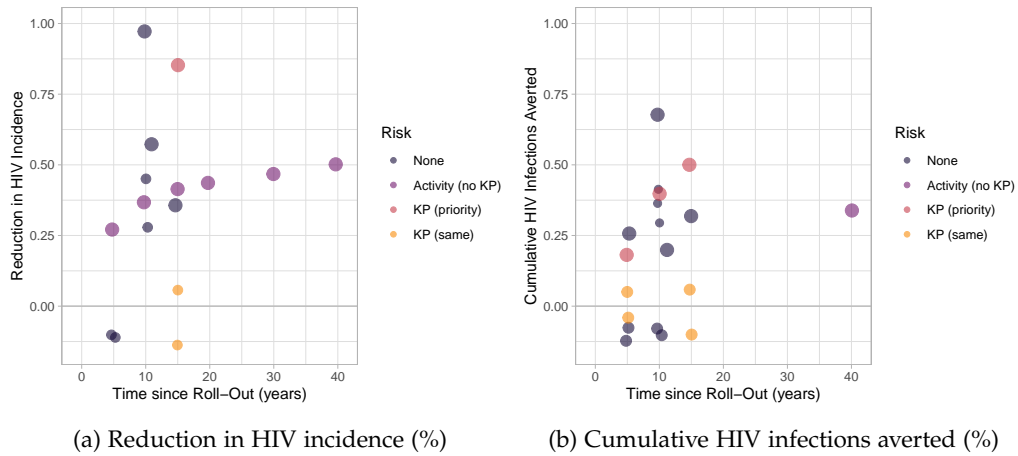 1.00
0.75
0.50
0.25
0.00
Reduction in HIV Incidence
0 10 20 30 40
Time since Roll−Out (years)
Risk
None
Activity (no KP)
KP (priority)
KP (same)
(a) Reduction in HIV incidence (%)
1.00
0.75
0.50
0.25
0.00
Cumulative HIV Infections Averted
0 10 20 30 40
Time since Roll−Out (years)
Risk
None
Activity (no KP)
KP (priority)
KP (same)
(b) Cumulative HIV infections averted (%)